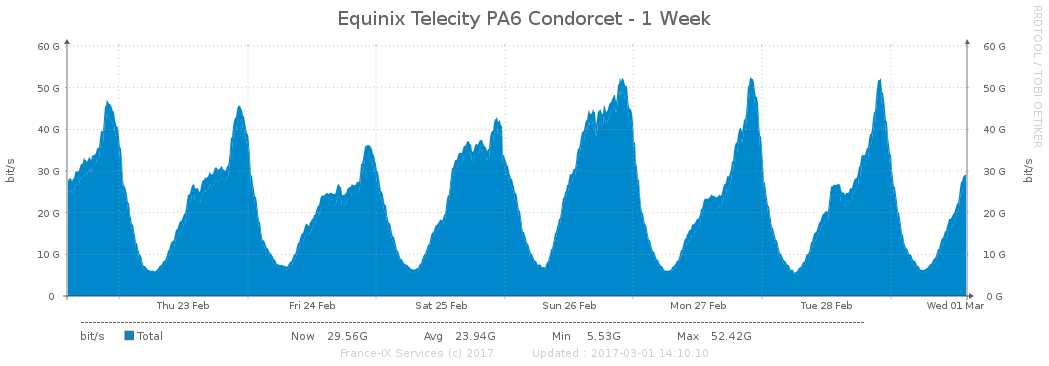 Equinix Telecity PA6 Condorcet - 1 Week
RRDTOOL / TOBI OETIKER
60 G 60 G
50 G 50 G
40 G 40 G
30 G 30 G
20 G 20 G
10 G 10 G
0 0 G
bit/s bit/s
Thu 23 Feb Fri 24 Feb Sat 25 Feb Sun 26 Feb Mon 27 Feb Tue 28 Feb Wed 01 Mar
bit/s Total Now 29.56G Avg 23.94G Min 5.53G Max 52.42G
France-IX Services (c) 2017 Updated : 2017-03-01 14:10:10